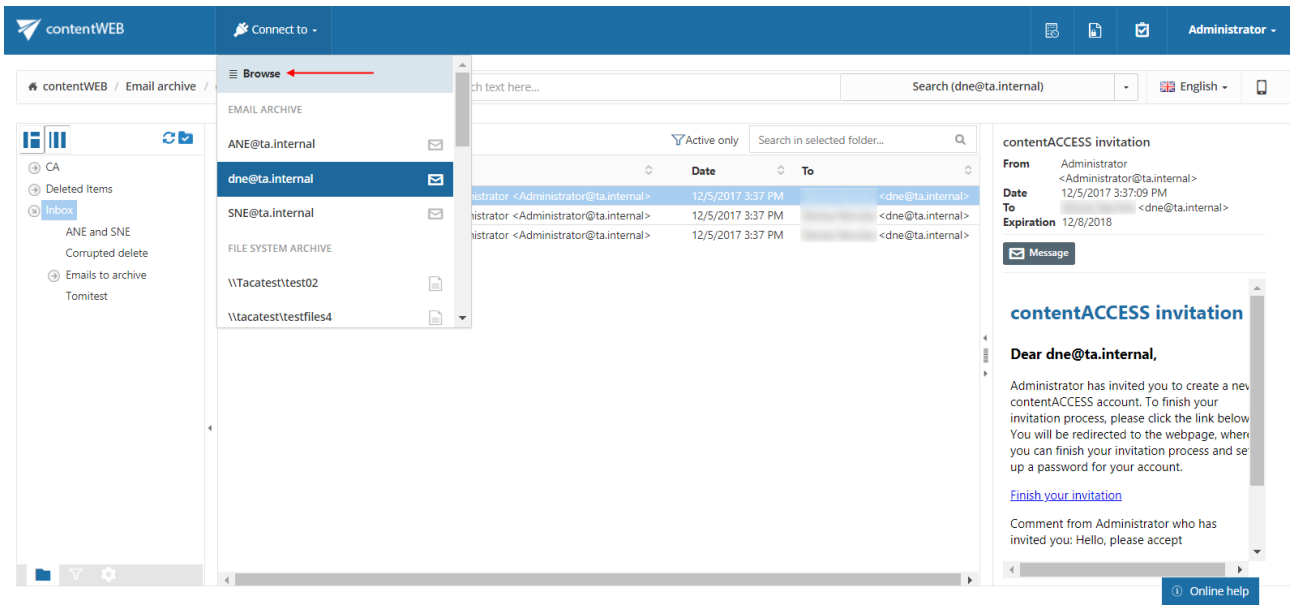 contentWEB
Connect to
Administrator
Browse
contentWEB / Email archive /
ch text here...
Search (dne@ta.internal)
English
EMAIL ARCHIVE
ANE@ta.internal
dne@ta.internal
SNE@ta.internal
FILE SYSTEM ARCHIVE
\\Tacatest\test02
\\tacatest\testfiles4
CA
Deleted Items
Inbox
ANE and SNE
Corrupted delete
Emails to archive
Tomitest
Active only
Search in selected folder...
Date
To
istrator <Administrator@ta.internal> 12/5/2017 3:37 PM <dne@ta.internal>
istrator <Administrator@ta.internal> 12/5/2017 3:37 PM <dne@ta.internal>
istrator <Administrator@ta.internal> 12/5/2017 3:37 PM <dne@ta.internal>
contentACCESS invitation
From Administrator
<Administrator@ta.internal>
Date 12/5/2017 3:37:09 PM
To <dne@ta.internal>
Expiration 12/8/2018
Message
contentACCESS invitation
Dear dne@ta.internal,
Administrator has invited you to create a new
contentACCESS account. To finish your
invitation process, please click the link below
You will be redirected to the webpage, where
you can finish your invitation process and set
up a password for your account.
Finish your invitation
Comment from Administrator who has
invited you: Hello, please accept
Online help